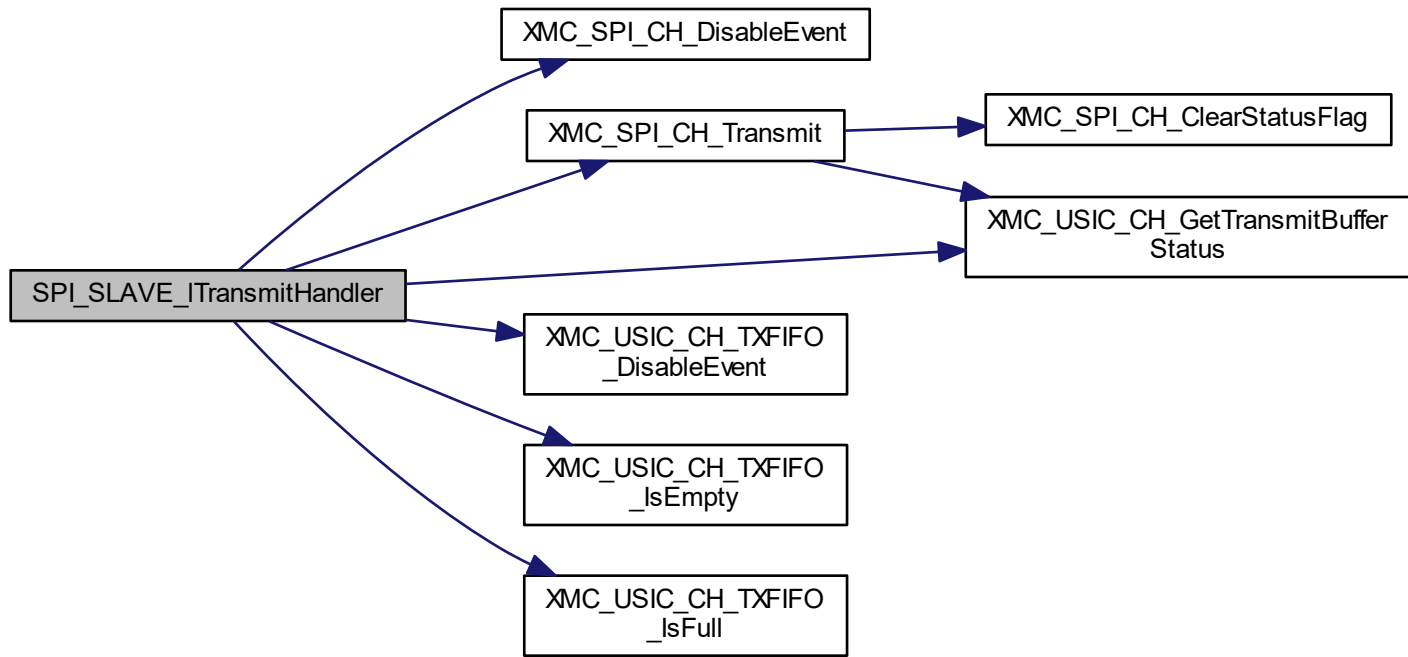 XMC_SPI_CH_DisableEvent
XMC_SPI_CH_Transmit
XMC_SPI_CH_ClearStatusFlag
XMC_USIC_CH_GetTransmitBuffer
Status
SPI_SLAVE_lTransmitHandler
XMC_USIC_CH_TXFIFO
_DisableEvent
XMC_USIC_CH_TXFIFO
_IsEmpty
XMC_USIC_CH_TXFIFO
_IsFull